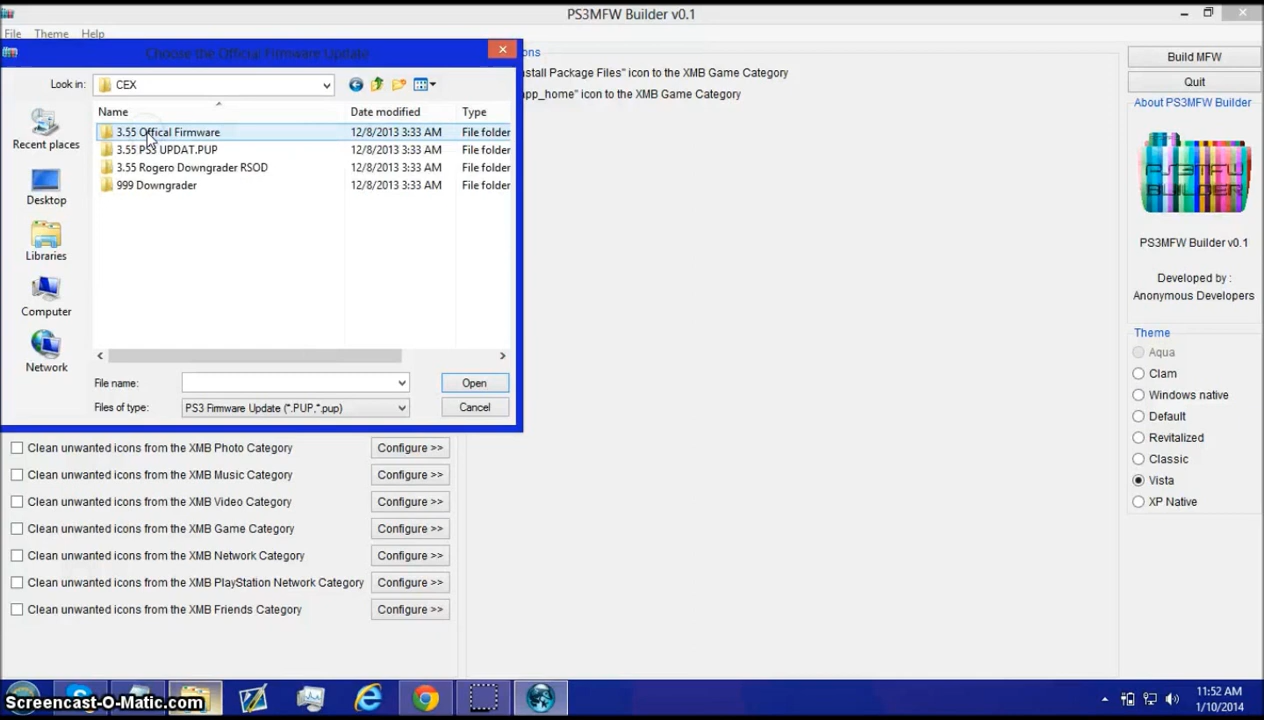 PS3MFW Builder v0.1
File Theme Help
Choose the Official Firmware Update
ons
Look in: CEX
nstall Package Files" icon to the XMB Game Category
app_home" icon to the XMB Game Category
Build MFW
Quit
About PS3MFW Builder
Name Date modified Type
3.55 Offical Firmware 12/8/2013 3:33 AM File folder
3.55 PS3 UPDAT.PUP 12/8/2013 3:33 AM File folder
3.55 Rogero Downgrader RSOD 12/8/2013 3:33 AM File folder
999 Downgrader 12/8/2013 3:33 AM File folder
Recent places
Desktop
Libraries
Computer
Network
File name: Open
Files of type: PS3 Firmware Update (*.PUP,*.pup) Cancel
PS3MFW
BUILDER
PS3MFW Builder v0.1
Developed by :
Anonymous Developers
Theme
Aqua
Clam
Windows native
Default
Revitalized
Classic
Vista
XP Native
Clean unwanted icons from the XMB Photo Category Configure >>
Clean unwanted icons from the XMB Music Category Configure >>
Clean unwanted icons from the XMB Video Category Configure >>
Clean unwanted icons from the XMB Game Category Configure >>
Clean unwanted icons from the XMB Network Category Configure >>
Clean unwanted icons from the XMB PlayStation Network Category Configure >>
Clean unwanted icons from the XMB Friends Category Configure >>
Screencast-O-Matic.com
11:52 AM
1/10/2014